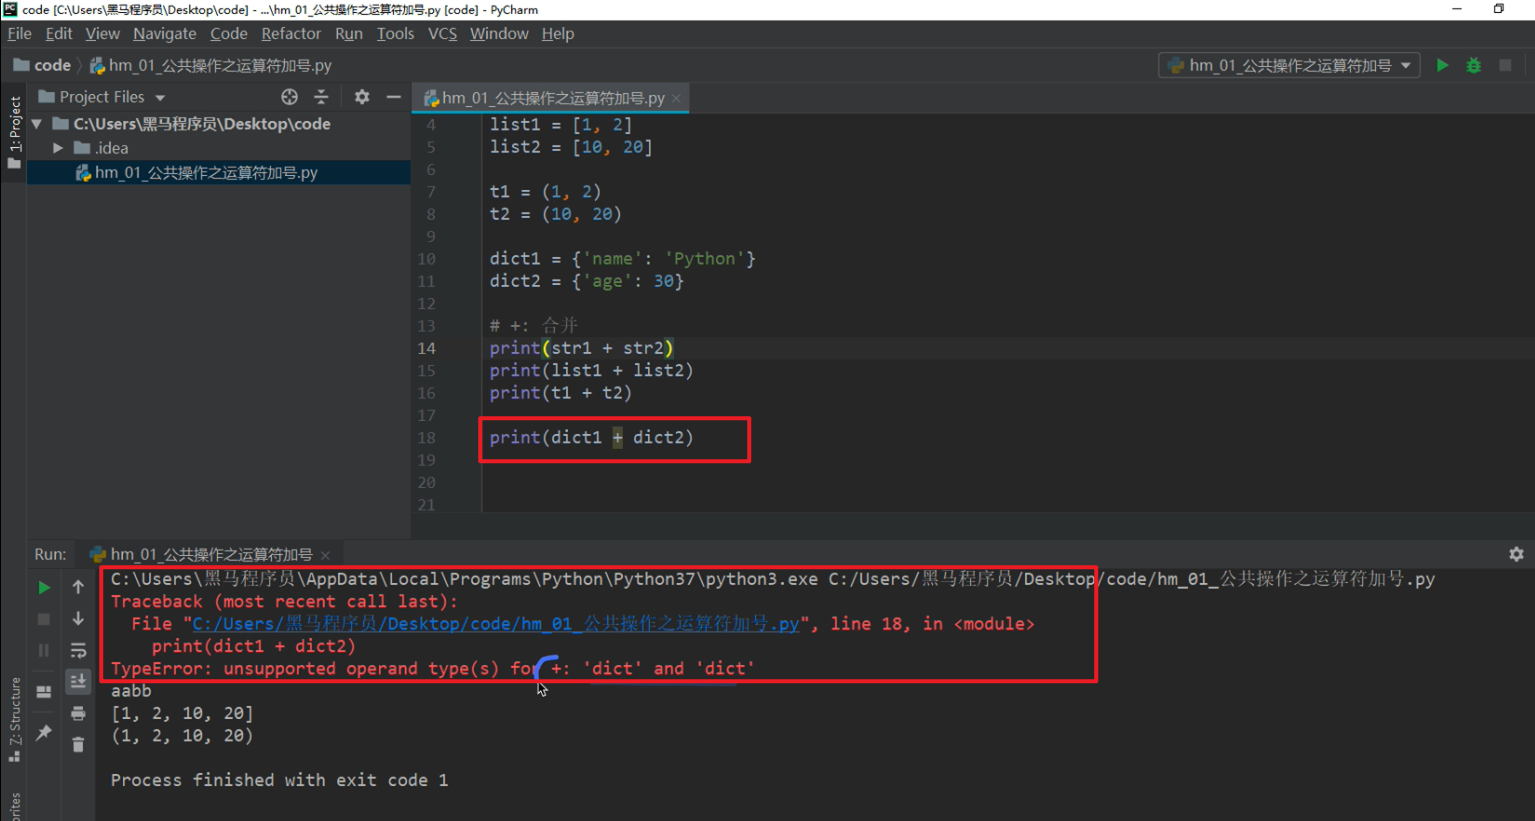 code [C:\Users\黑马程序员\Desktop\code] - ...\hm_01_公共操作之运算符加号.py [code] - PyCharm
File Edit View Navigate Code Refactor Run Tools VCS Window Help
code hm_01_公共操作之运算符加号.py
hm_01_公共操作之运算符加号
1: Project
Project Files
hm_01_公共操作之运算符加号.py
C:\Users\黑马程序员\Desktop\code
.idea
hm_01_公共操作之运算符加号.py
4 list1 = [1, 2]
5 list2 = [10, 20]
6
7 t1 = (1, 2)
8 t2 = (10, 20)
9
10 dict1 = {'name': 'Python'}
11 dict2 = {'age': 30}
12
13 # +: 合并
14 print(str1 + str2)
15 print(list1 + list2)
16 print(t1 + t2)
17
18 print(dict1 + dict2)
19
20
21
Run: hm_01_公共操作之运算符加号
C:\Users\黑马程序员\AppData\Local\Programs\Python\Python37\python3.exe C:/Users/黑马程序员/Desktop/code/hm_01_公共操作之运算符加号.py
Traceback (most recent call last):
File "C:/Users/黑马程序员/Desktop/code/hm_01_公共操作之运算符加号.py", line 18, in <module>
print(dict1 + dict2)
TypeError: unsupported operand type(s) for +: 'dict' and 'dict'
aabb
[1, 2, 10, 20]
(1, 2, 10, 20)
Process finished with exit code 1
Z: Structure